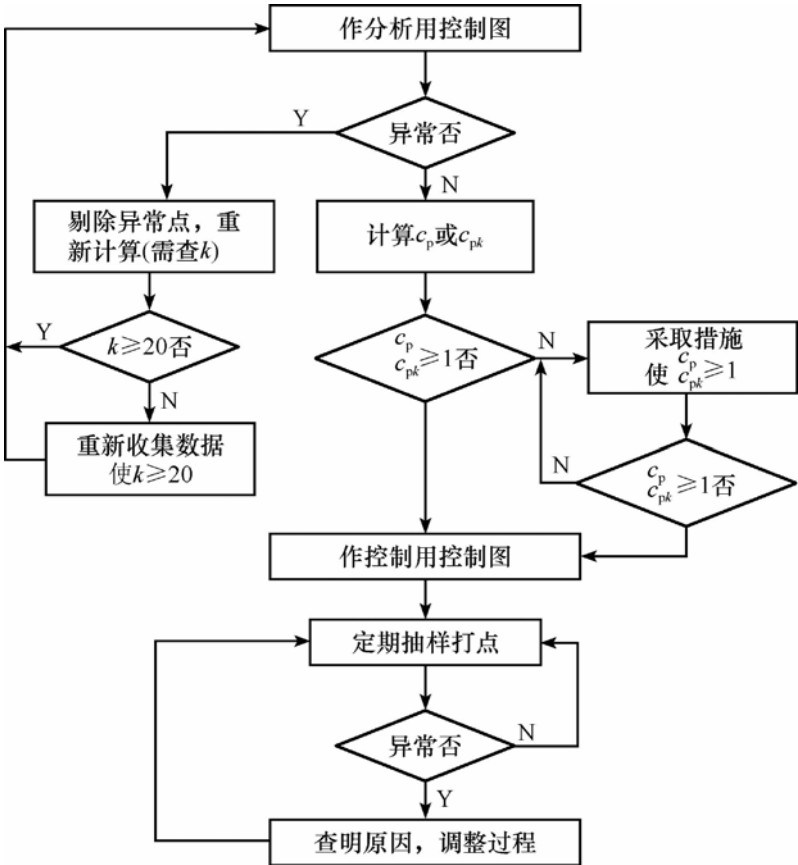 作分析用控制图
Y
异常否
N
剔除异常点，重
新计算(需查k)
计算cp或cpk
Y
k≥20否
N
cp
cpk≥1否
N
采取措施
使 cp
cpk≥1
重新收集数据
使k≥20
N
cp
cpk≥1否
作控制用控制图
定期抽样打点
异常否
N
Y
查明原因，调整过程